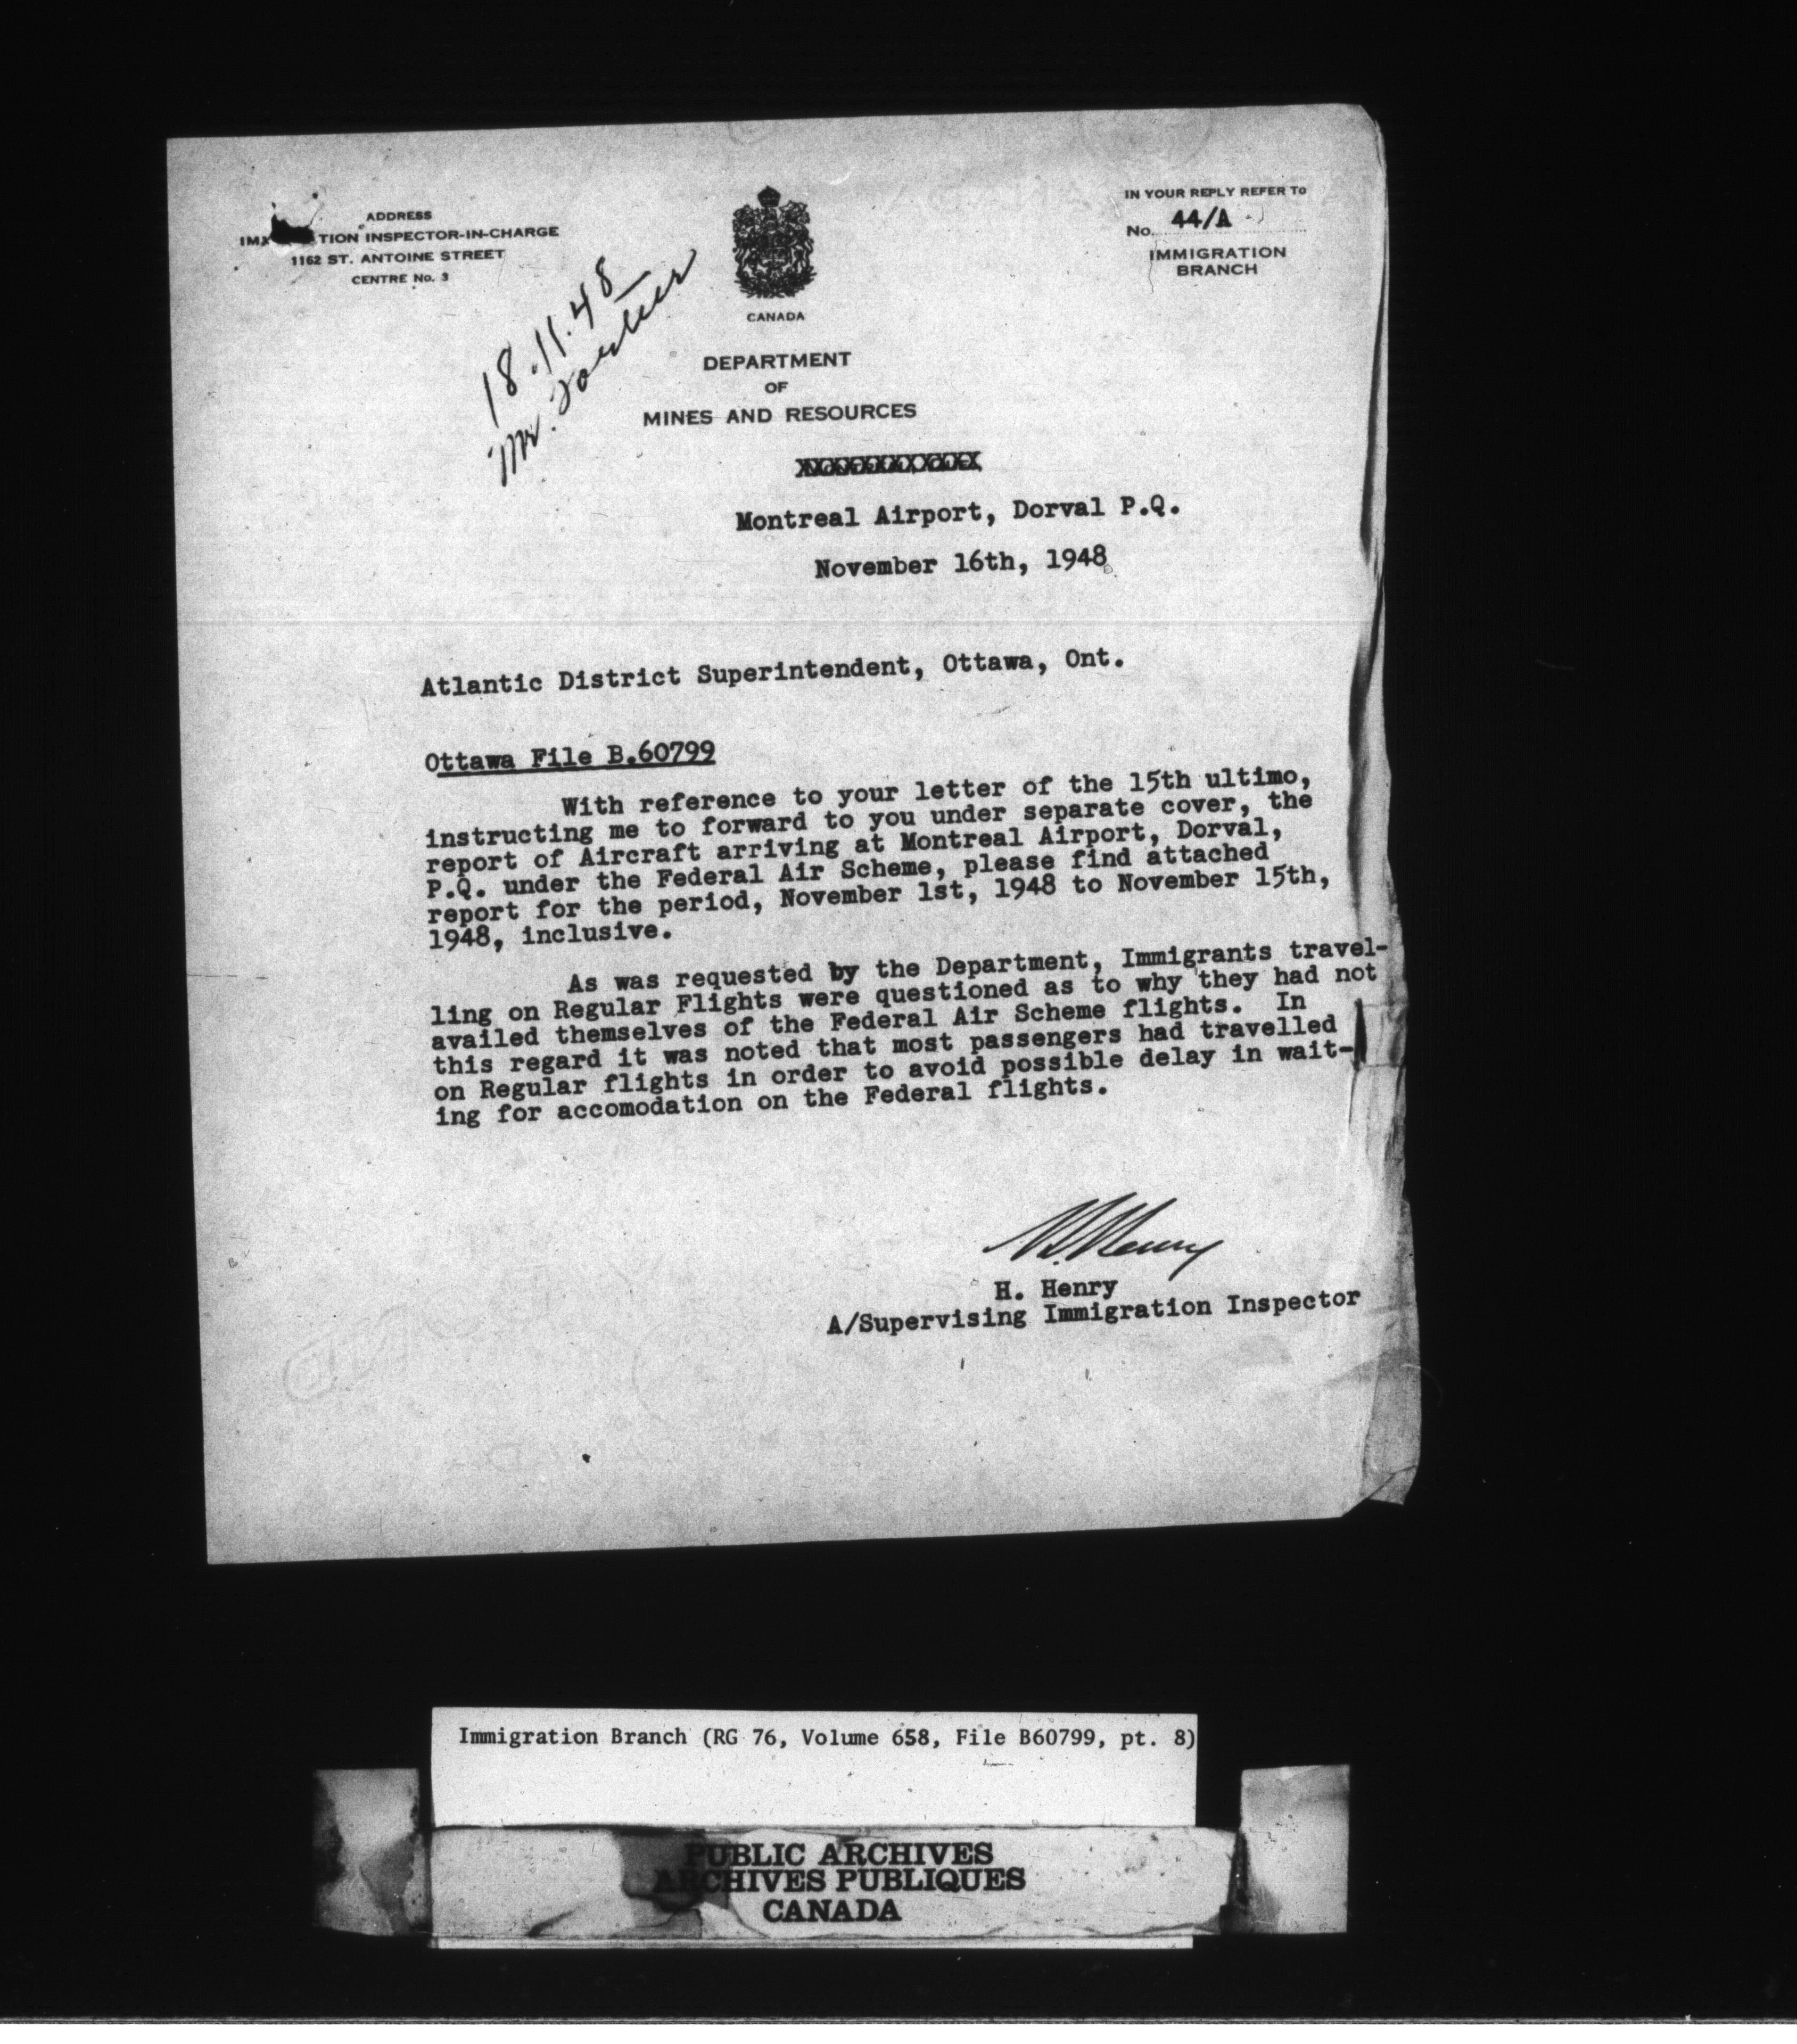 ADDRESS
TION INSPECTOR-IN-CHARGE
1162 ST. ANTOINE STREET
CENTRE No. 3
18.11.48
Mr.
CANADA
IN YOUR REPLY REFER TO
No. 44/A
IMMIGRATION
BRANCH
DEPARTMENT
OF
MINES AND RESOURCES
Montreal Airport, Dorval P.Q.
November 16th, 1948
Atlantic District Superintendent, Ottawa, Ont.
Ottawa File B.60799
With reference to your letter of the 15th ultimo,
instructing me to forward to you under separate cover, the
report of Aircraft arriving at Montreal Airport, Dorval,
P.Q. under the Federal Air Scheme, please find attached
report for the period, November 1st, 1948 to November 15th,
1948, inclusive.
As was requested by the Department, Immigrants travel-
ling on Regular Flights were questioned as to why they had not
availed themselves of the Federal Air Scheme flights. In
this regard it was noted that most passengers had travelled
on Regular flights in order to avoid possible delay in wait-
ing for accomodation on the Federal flights.
H. Henry
H. Henry
A/Supervising Immigration Inspector
Immigration Branch (RG 76, Volume 658, File B60799, pt. 8)
PUBLIC ARCHIVES
ARCHIVES PUBLIQUES
CANADA